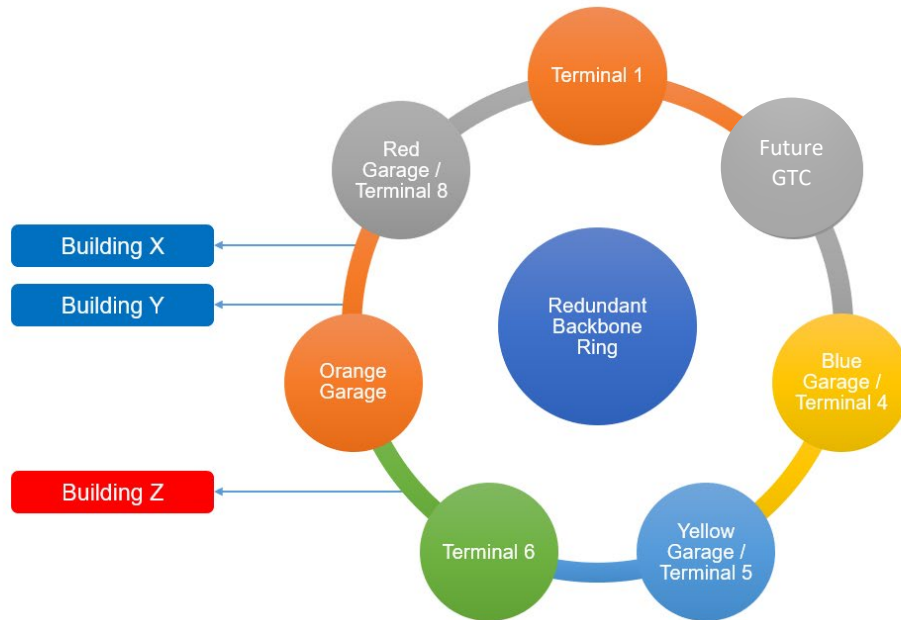 Terminal 1
Red
Garage /
Terminal 8
Future
GTC
Building X
Building Y
Redundant
Backbone
Ring
Orange
Garage
Blue
Garage /
Terminal 4
Building Z
Terminal 6
Yellow
Garage /
Terminal 5